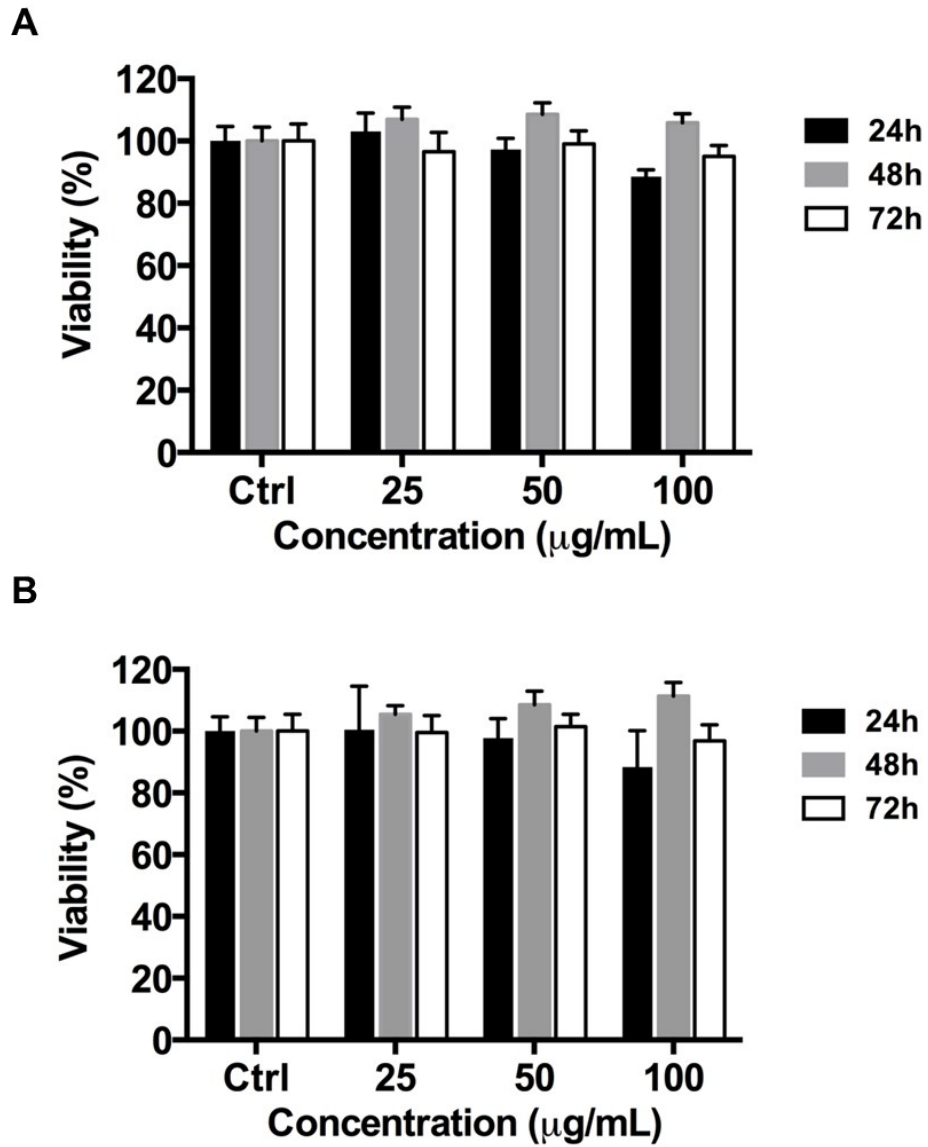 A
120
100
80
60
40
20
0
Viability (%)
Ctrl 25 50 100
Concentration (μg/mL)
24h
48h
72h
B
120
100
80
60
40
20
0
Viability (%)
Ctrl 25 50 100
Concentration (μg/mL)
24h
48h
72h